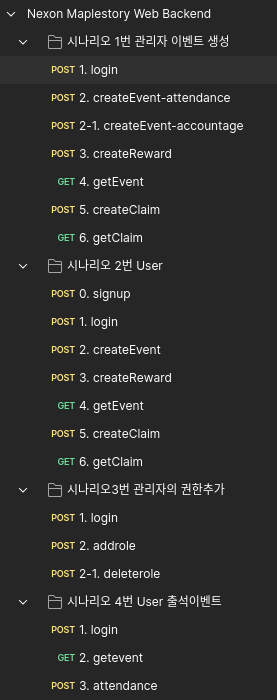 Nexon Maplestory Web Backend
시나리오 1번 관리자 이벤트 생성
POST 1. login
POST 2. createEvent-attendance
POST 2-1. createEvent-accountage
POST 3. createReward
GET 4. getEvent
POST 5. createClaim
GET 6. getClaim
시나리오 2번 User
POST 0. signup
POST 1. login
POST 2. createEvent
POST 3. createReward
GET 4. getEvent
POST 5. createClaim
GET 6. getClaim
시나리오3번 관리자의 권한추가
POST 1. login
POST 2. addrole
POST 2-1. deleterole
시나리오 4번 User 출석이벤트
POST 1. login
GET 2. getevent
POST 3. attendance